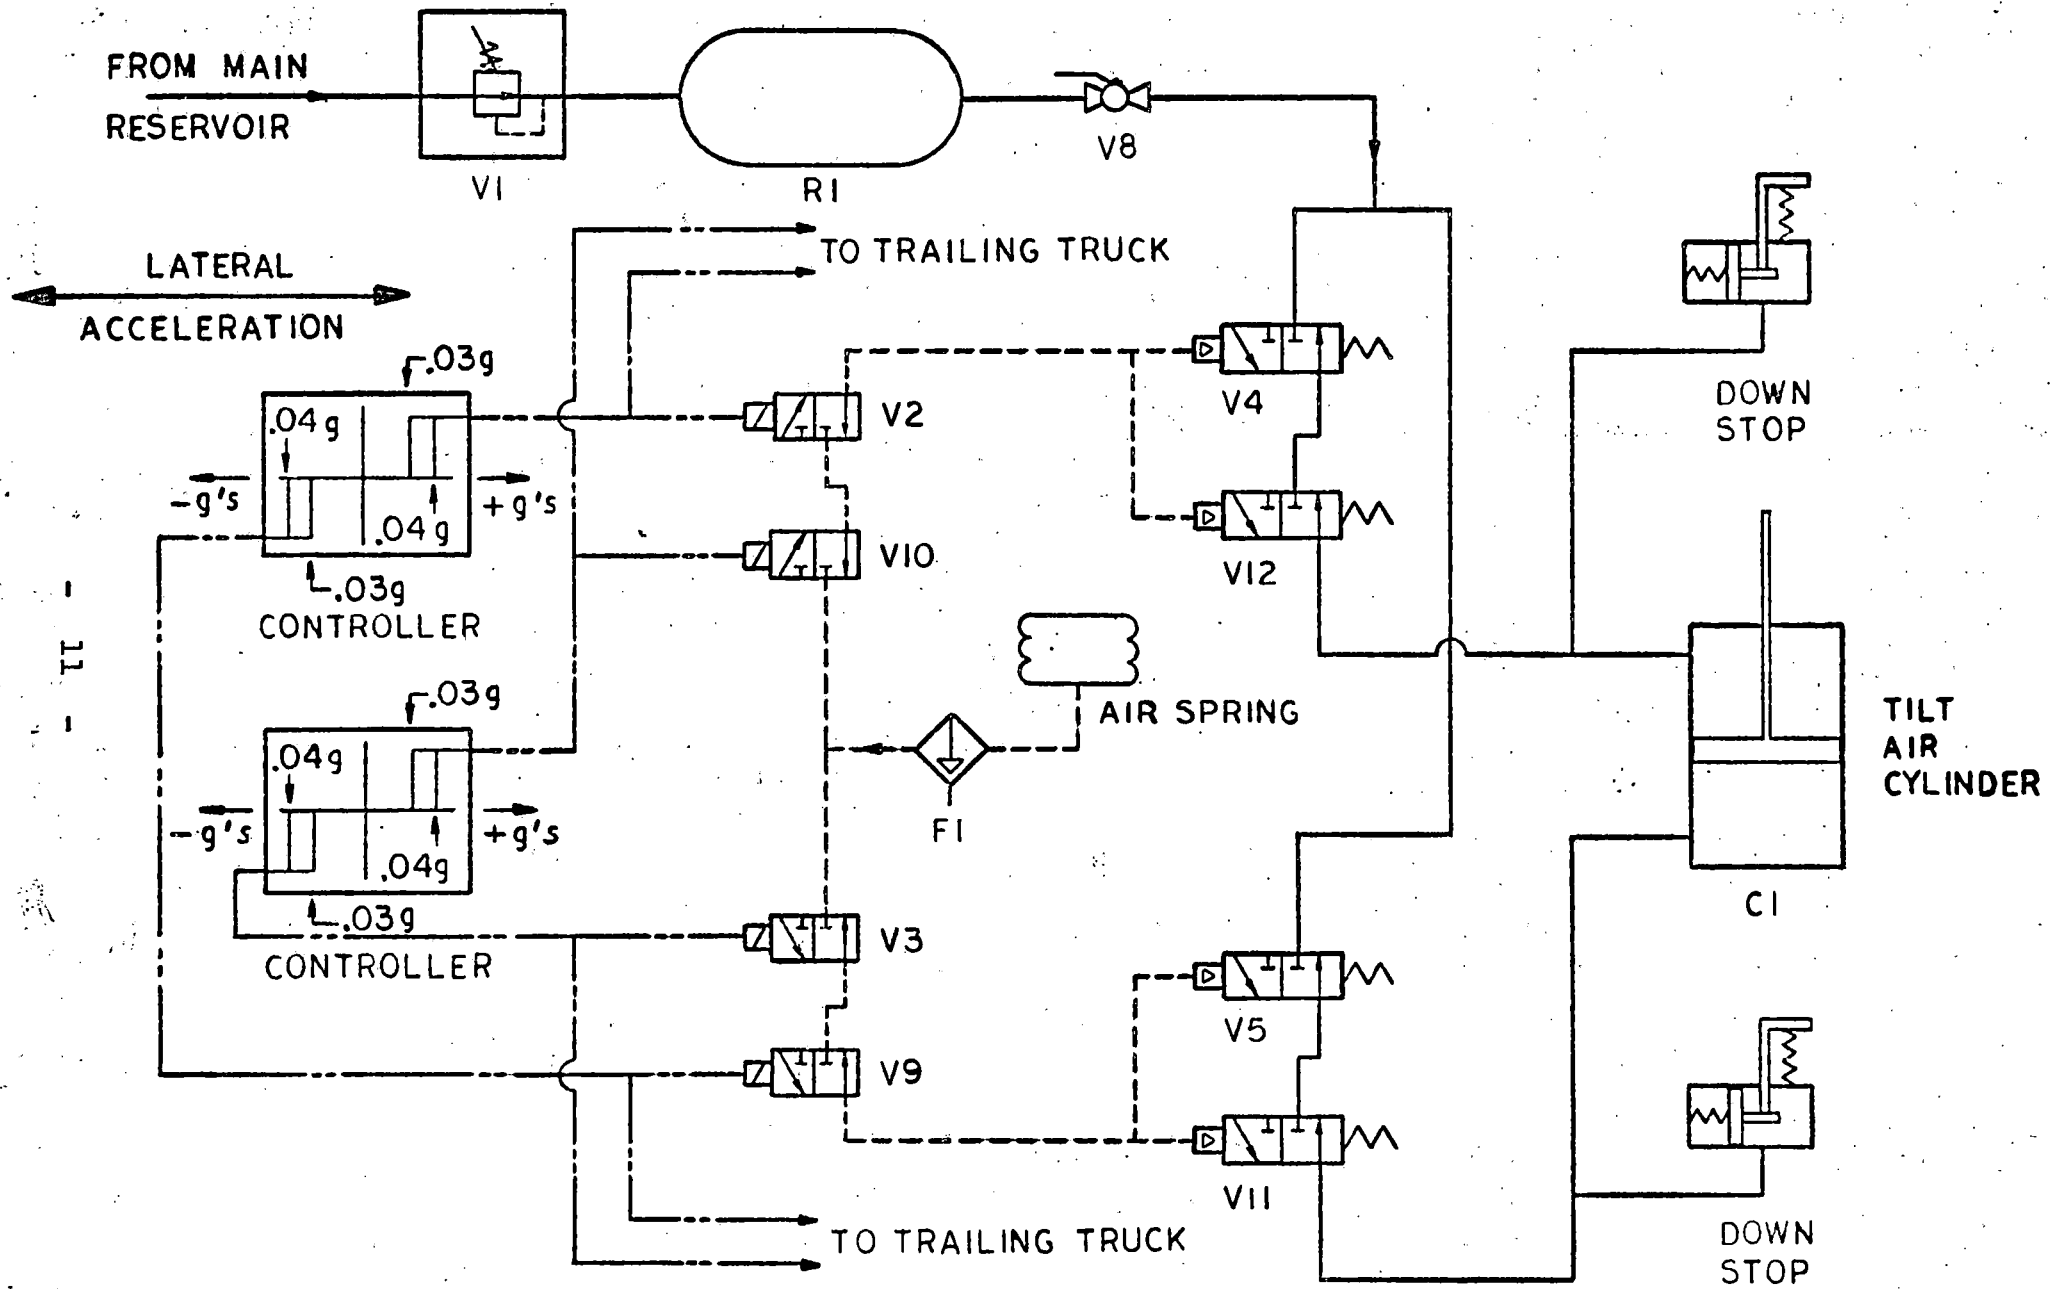 FROM MAIN
RESERVOIR
V1
R1
V8
TO TRAILING TRUCK
LATERAL
ACCELERATION
.03g
.04g
-g's
+g's
.04g
.03g
CONTROLLER
V2
V10
V4
V12
DOWN
STOP
- 11 -
AIR SPRING
F1
TILT
AIR
CYLINDER
C1
.03g
.04g
-g's
+g's
.04g
.03g
CONTROLLER
V3
V9
V5
V11
TO TRAILING TRUCK
DOWN
STOP